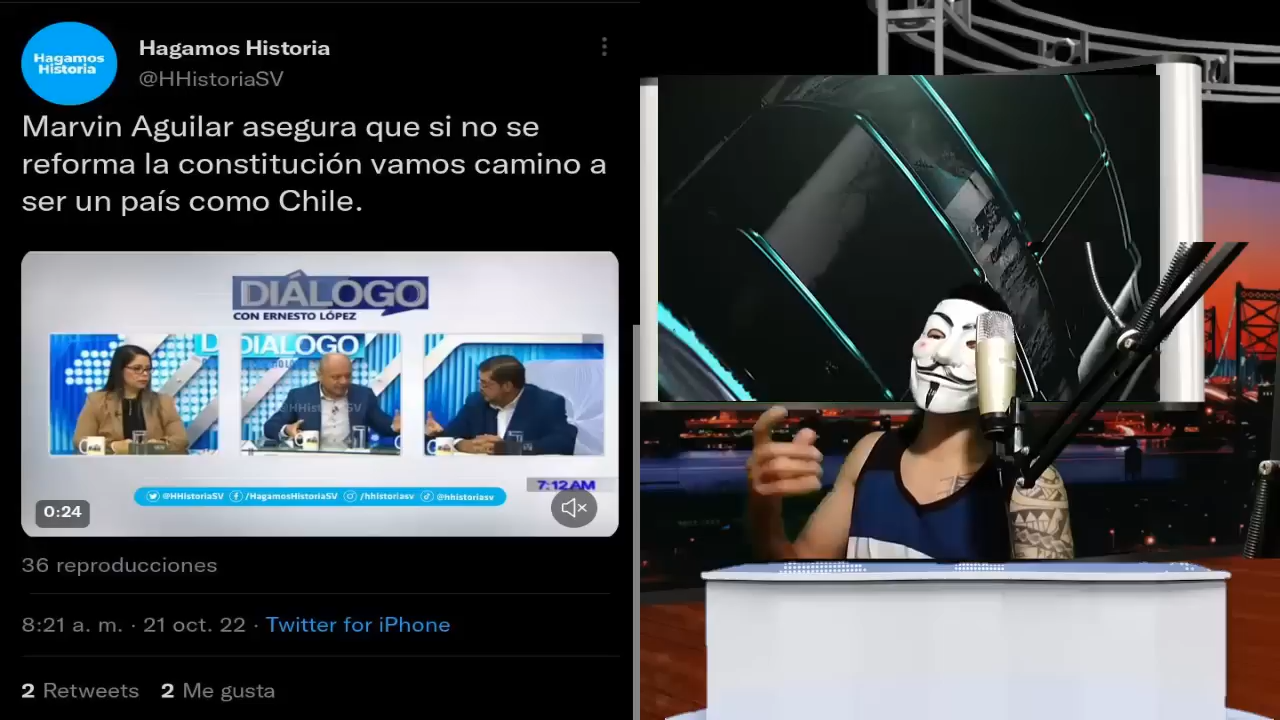 Hagamos
Historia
Hagamos Historia
@HHistoriaSV
Marvin Aguilar asegura que si no se
reforma la constitución vamos camino a
ser un país como Chile.
DIÁLOGO
CON ERNESTO LÓPEZ
DIALOGO
@HHistoriaSV
7:12AM
@HHistoriaSV /HagamosHistoriaSV /hhistoriasv @hhistoriasv
0:24
36 reproducciones
8:21 a. m. · 21 oct. 22 · Twitter for iPhone
2 Retweets 2 Me gusta